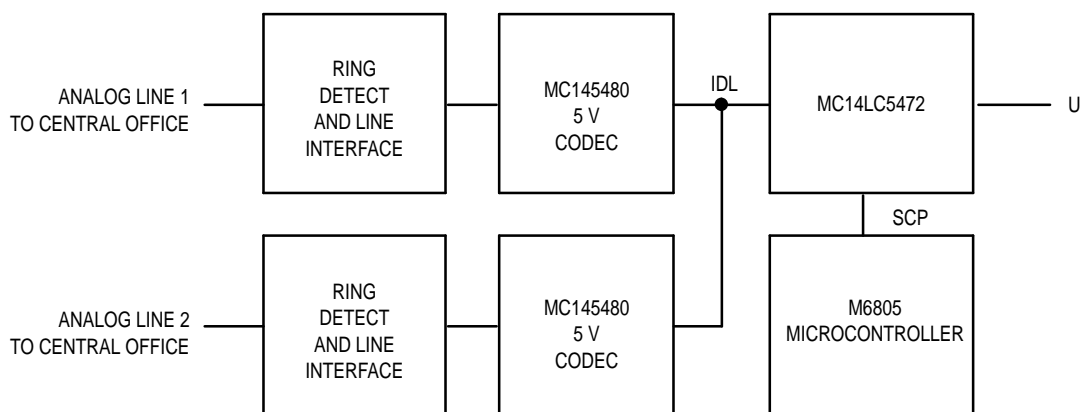 ANALOG LINE 1
TO CENTRAL OFFICE
RING
DETECT
AND LINE
INTERFACE
MC145480
5 V
CODEC
IDL
MC14LC5472
U
SCP
ANALOG LINE 2
TO CENTRAL OFFICE
RING
DETECT
AND LINE
INTERFACE
MC145480
5 V
CODEC
M6805
MICROCONTROLLER